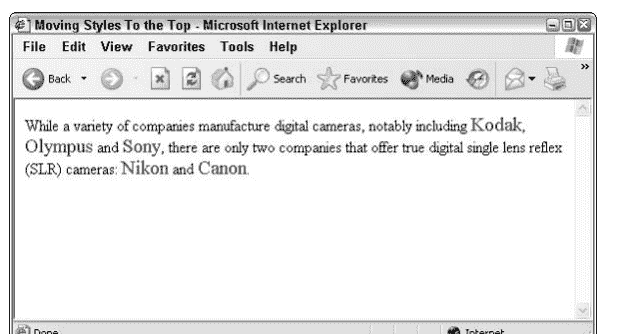 Moving Styles To the Top - Microsoft Internet Explorer
File Edit View Favorites Tools Help
Back Search Favorites Media »
While a variety of companies manufacture digital cameras, notably including Kodak,
Olympus and Sony, there are only two companies that offer true digital single lens reflex
(SLR) cameras: Nikon and Canon.
Done Internet